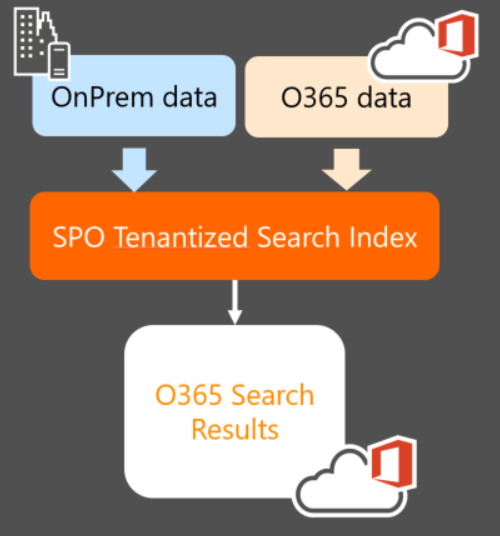 OnPrem data
O365 data
SPO Tenantized Search Index
O365 Search
Results